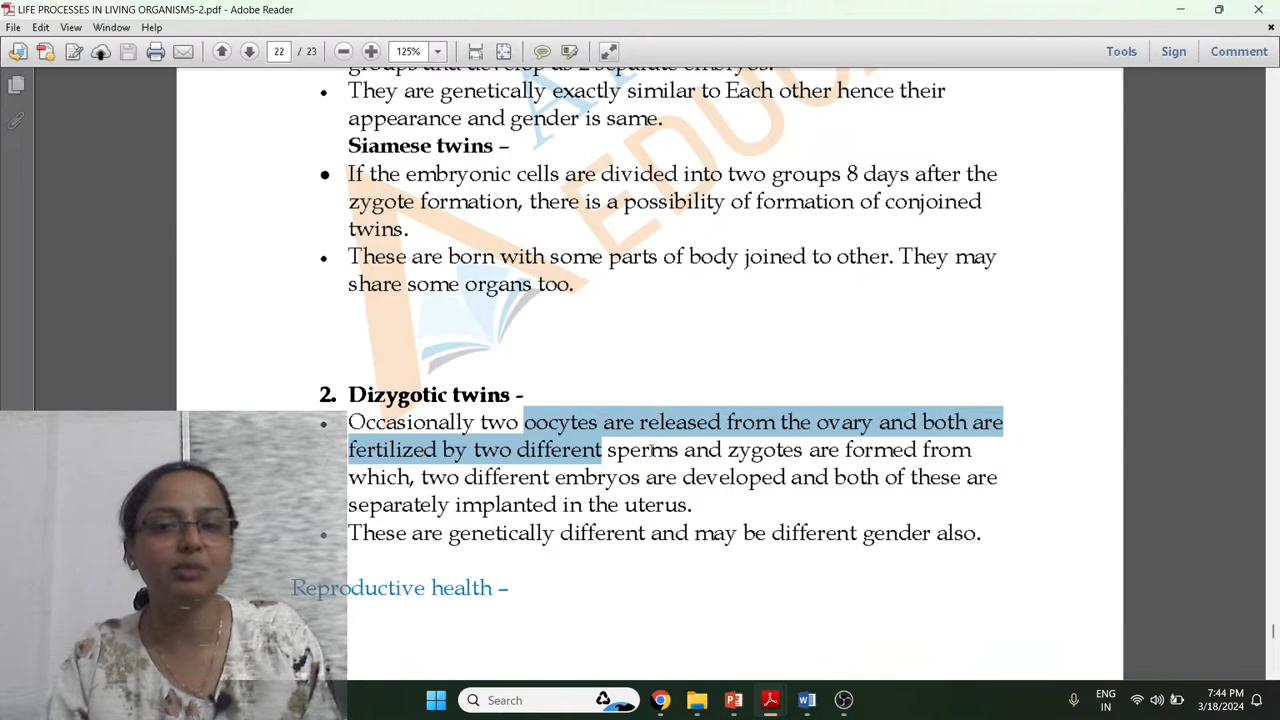 LIFE PROCESSES IN LIVING ORGANISMS-2.pdf - Adobe Reader
File Edit View Window Help
22 / 23 125% Tools Sign Comment
groups and develop as 2 separate embryos.
• They are genetically exactly similar to Each other hence their
appearance and gender is same.
Siamese twins –
• If the embryonic cells are divided into two groups 8 days after the
zygote formation, there is a possibility of formation of conjoined
twins.
• These are born with some parts of body joined to other. They may
share some organs too.
2. Dizygotic twins -
• Occasionally two oocytes are released from the ovary and both are
fertilized by two different sperms and zygotes are formed from
which, two different embryos are developed and both of these are
separately implanted in the uterus.
• These are genetically different and may be different gender also.
Reproductive health –
Search
ENG
IN
7:44 PM
3/18/2024